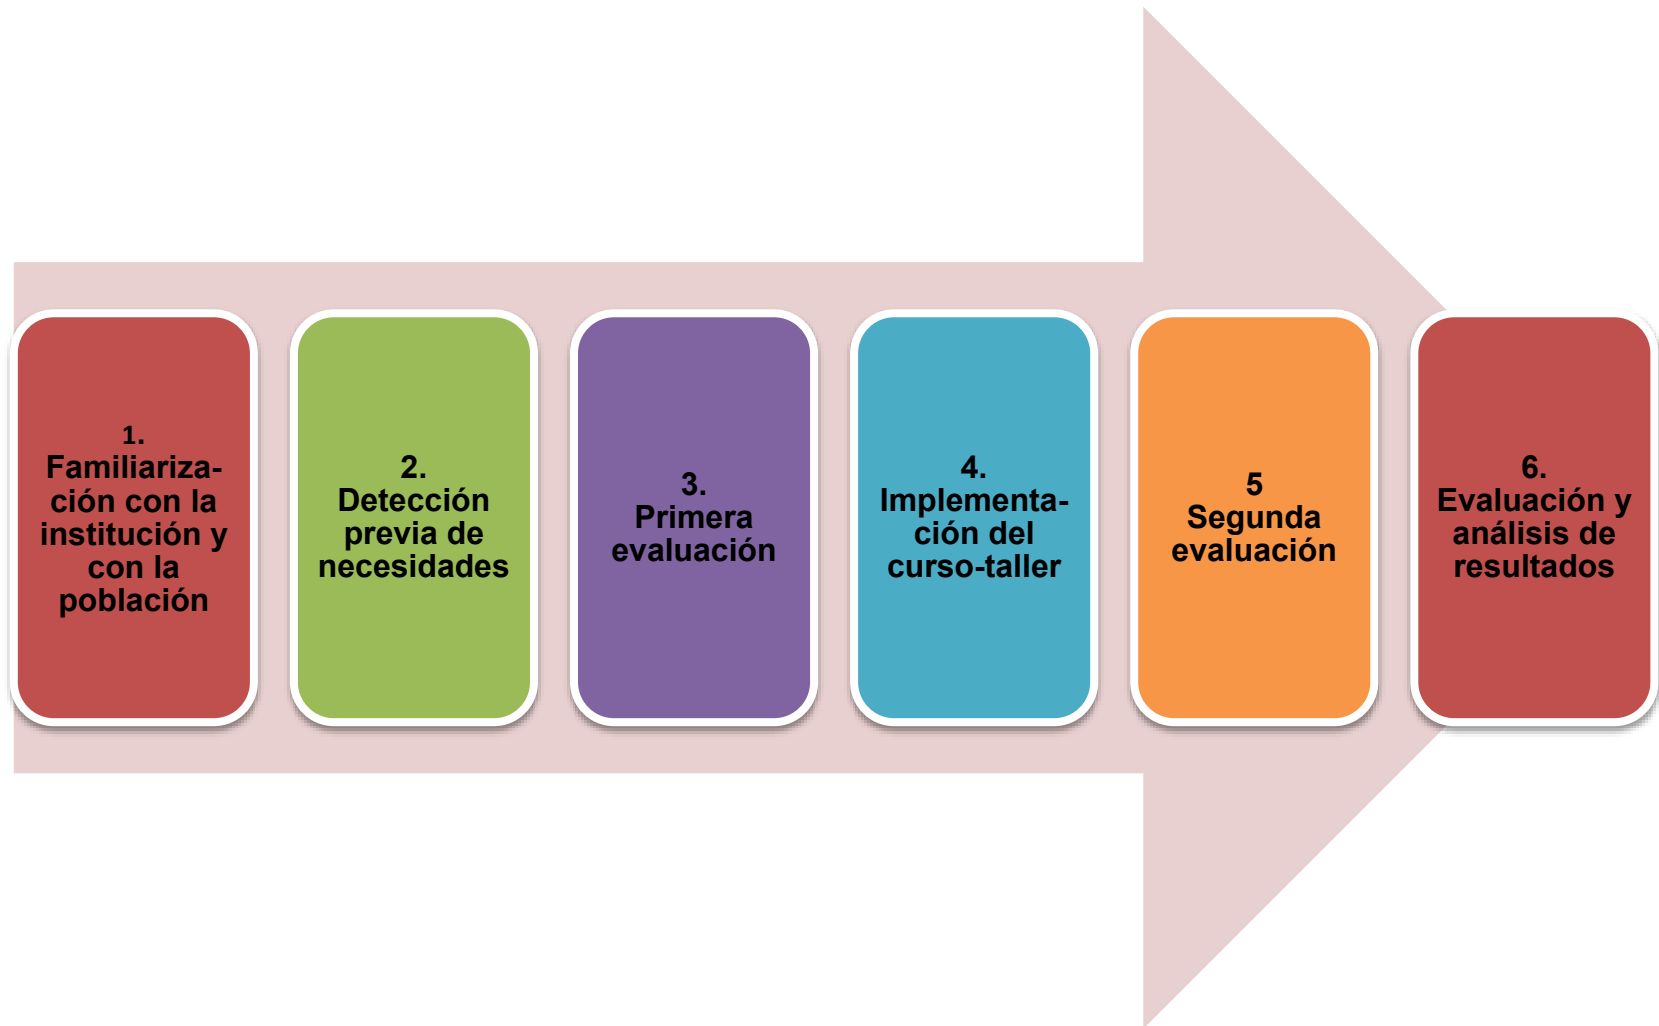 1.
Familiariza-
ción con la
institución y
con la
población
2.
Detección
previa de
necesidades
3.
Primera
evaluación
4.
Implementa-
ción del
curso-taller
5
Segunda
evaluación
6.
Evaluación y
análisis de
resultados